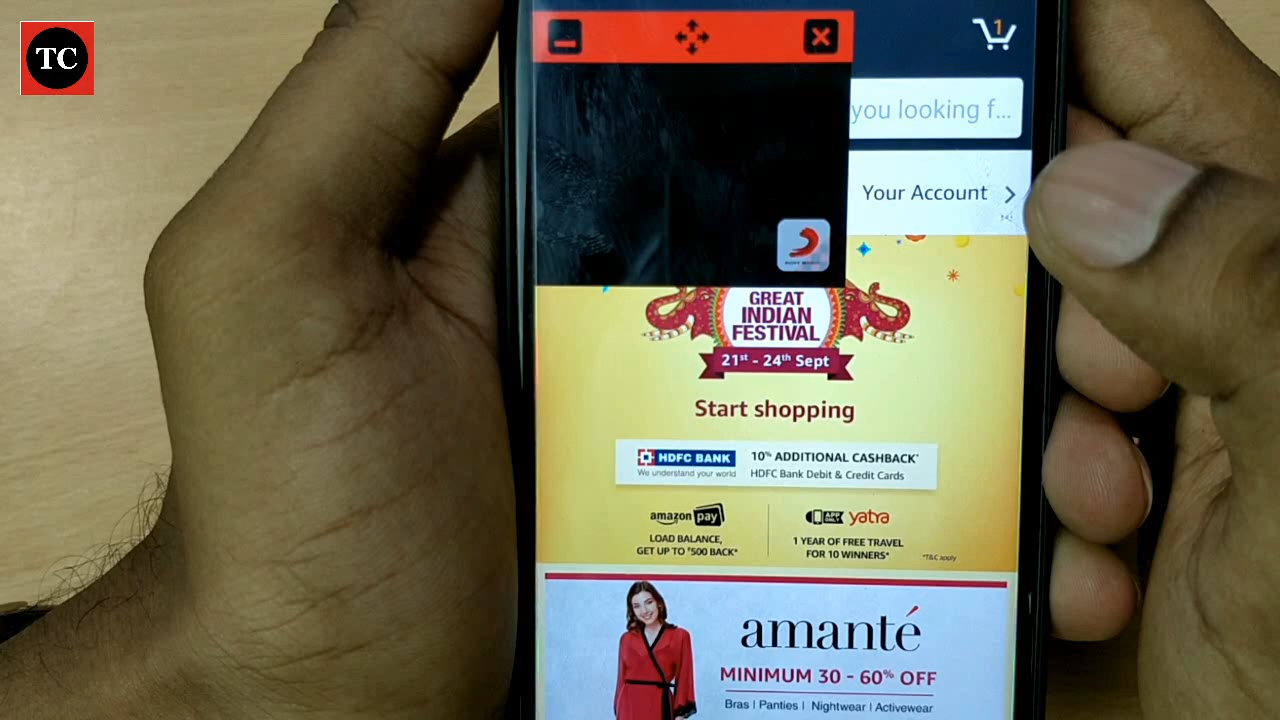 TC
1
you looking f...
Your Account
GREAT
INDIAN
FESTIVAL
21st - 24th Sept
Start shopping
HDFC BANK
We understand your world
10% ADDITIONAL CASHBACK*
HDFC Bank Debit & Credit Cards
amazon pay
LOAD BALANCE,
GET UP TO ₹500 BACK*
APP ONLY
yatra
1 YEAR OF FREE TRAVEL
FOR 10 WINNERS*
*T&C apply
amanté
MINIMUM 30 - 60% OFF
Bras | Panties | Nightwear | Activewear